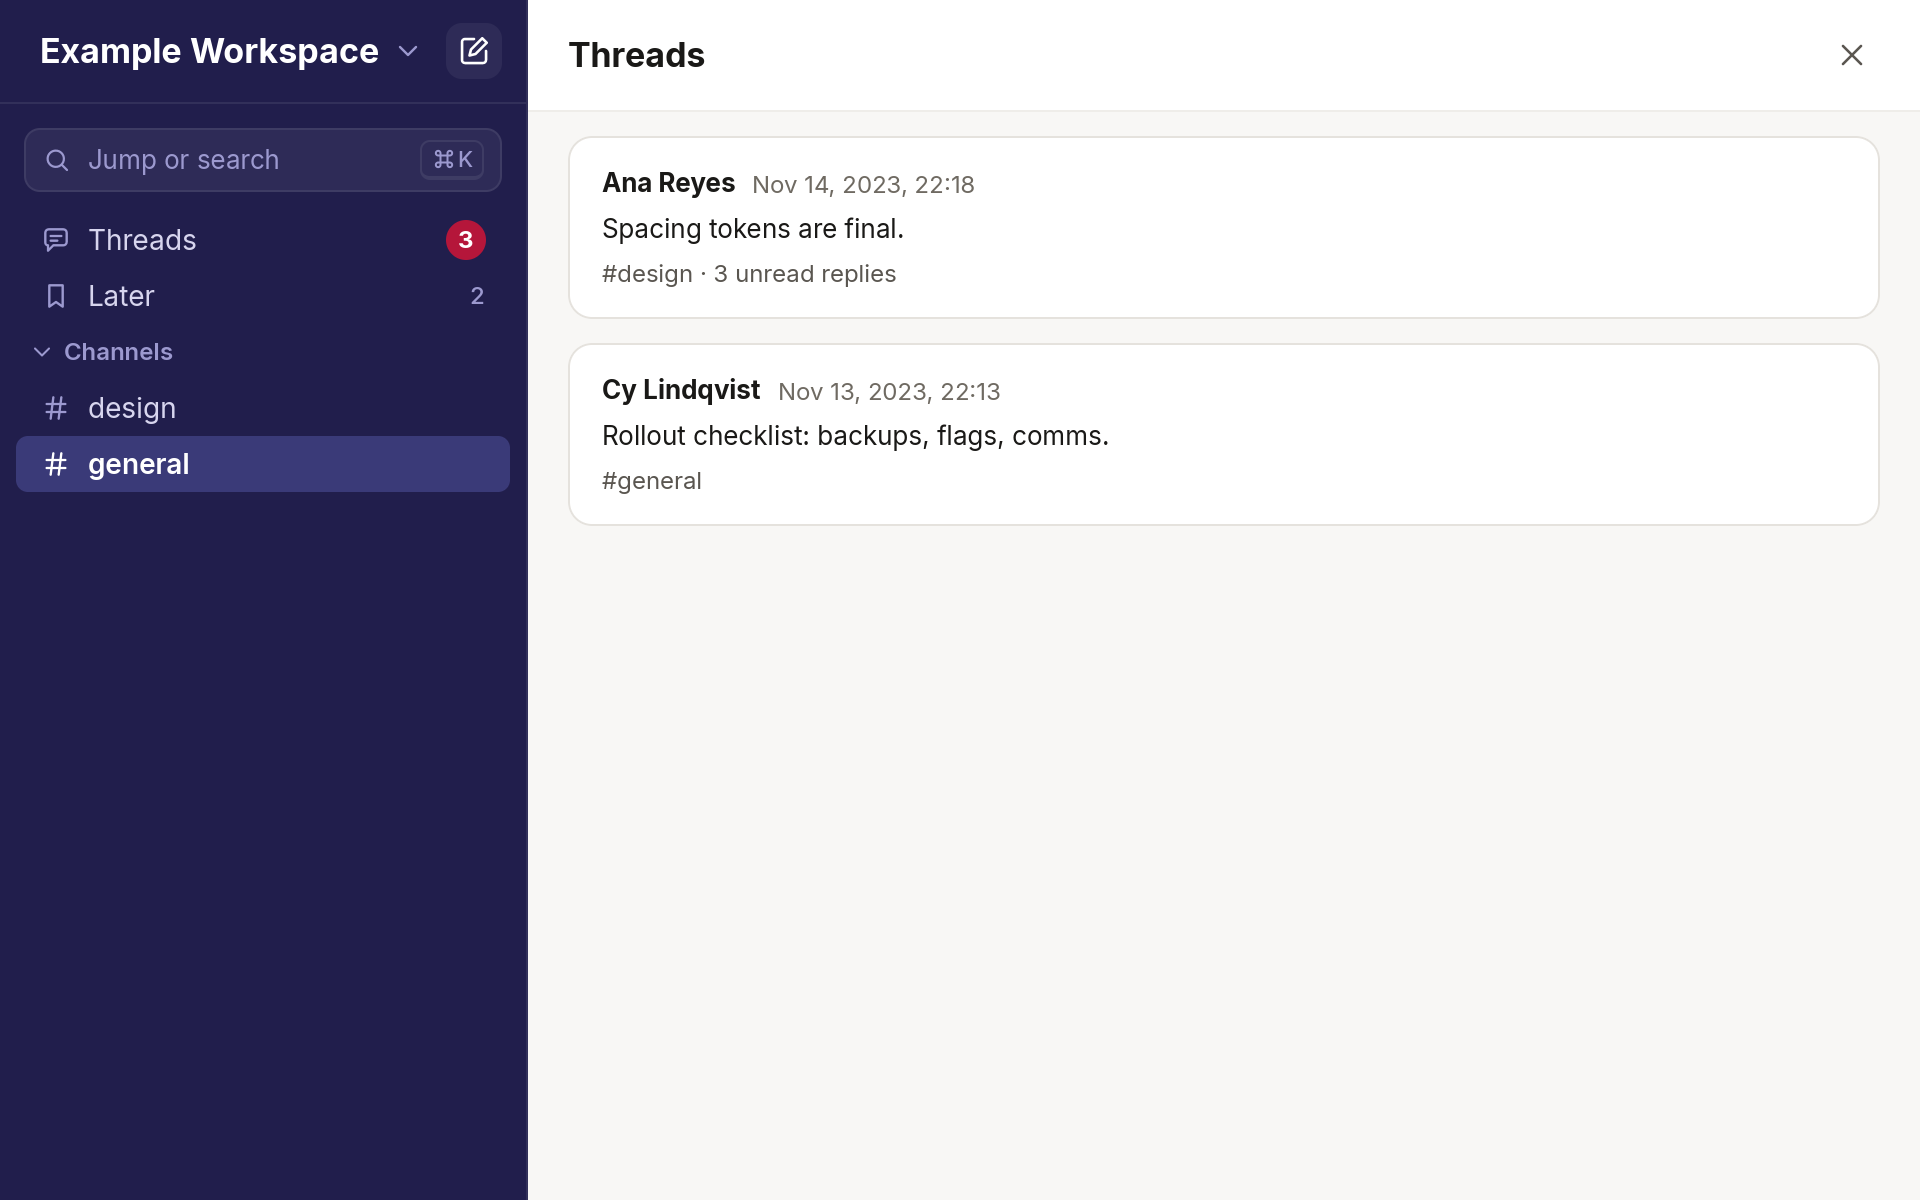 Example Workspace
Jump or search ⌘K
Threads 3
Later 2
Channels
# design
# general
Threads
Ana Reyes Nov 14, 2023, 22:18
Spacing tokens are final.
#design · 3 unread replies
Cy Lindqvist Nov 13, 2023, 22:13
Rollout checklist: backups, flags, comms.
#general